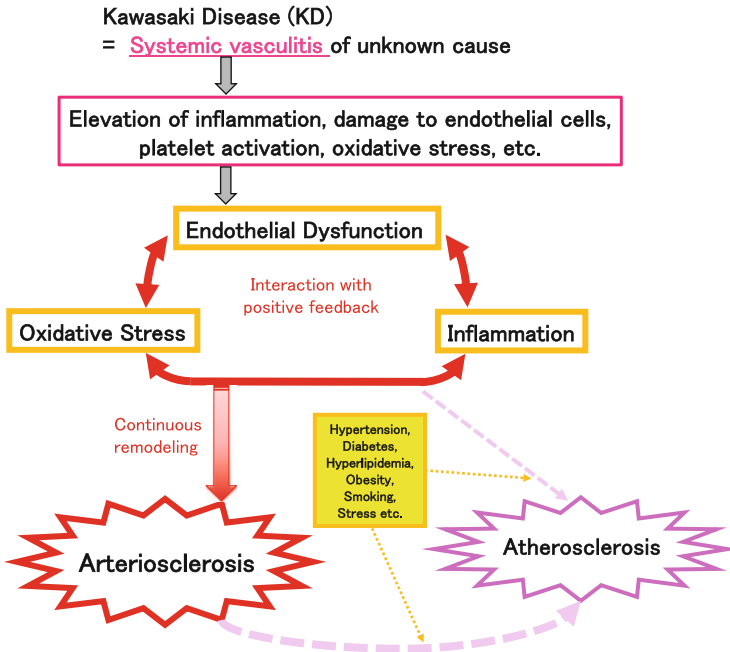 Kawasaki Disease (KD)
= Systemic vasculitis of unknown cause
Elevation of inflammation, damage to endothelial cells,
platelet activation, oxidative stress, etc.
Endothelial Dysfunction
Interaction with
positive feedback
Oxidative Stress
Inflammation
Continuous
remodeling
Hypertension,
Diabetes,
Hyperlipidemia,
Obesity,
Smoking,
Stress etc.
Arteriosclerosis
Atherosclerosis